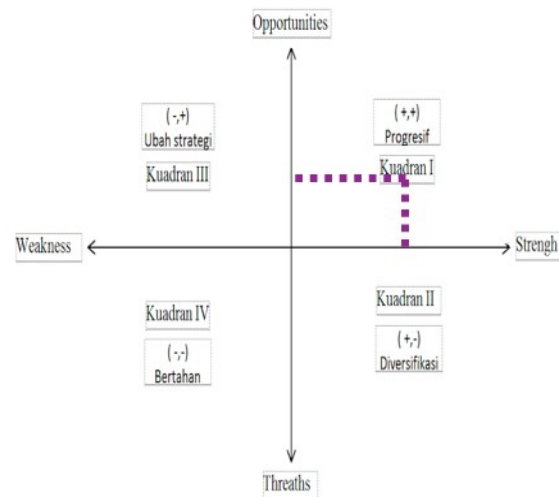 Opportunities
( -,+)
Ubah strategi
Kuadran III
(+,+)
Progresif
Kuadran I
Weakness
Strengh
Kuadran IV
(-,-)
Bertahan
Kuadran II
(+,-)
Diversifikasi
Threaths